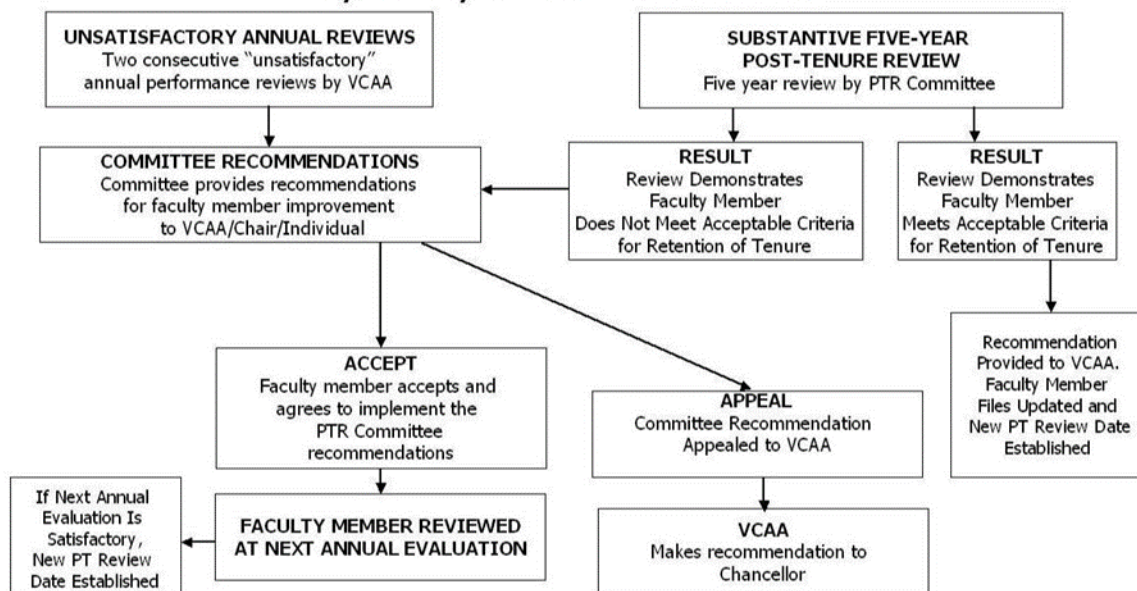 UNSATISFACTORY ANNUAL REVIEWS
Two consecutive “unsatisfactory”
annual performance reviews by VCAA
SUBSTANTIVE FIVE-YEAR
POST-TENURE REVIEW
Five year review by PTR Committee
COMMITTEE RECOMMENDATIONS
Committee provides recommendations
for faculty member improvement
to VCAA/Chair/Individual
RESULT
Review Demonstrates
Faculty Member
Does Not Meet Acceptable Criteria
for Retention of Tenure
RESULT
Review Demonstrates
Faculty Member
Meets Acceptable Criteria
for Retention of Tenure
ACCEPT
Faculty member accepts and
agrees to implement the
PTR Committee
recommendations
APPEAL
Committee Recommendation
Appealed to VCAA
Recommendation
Provided to VCAA.
Faculty Member
Files Updated and
New PT Review Date
Established
If Next Annual
Evaluation Is
Satisfactory,
New PT Review
Date Established
FACULTY MEMBER REVIEWED
AT NEXT ANNUAL EVALUATION
VCAA
Makes recommendation to
Chancellor